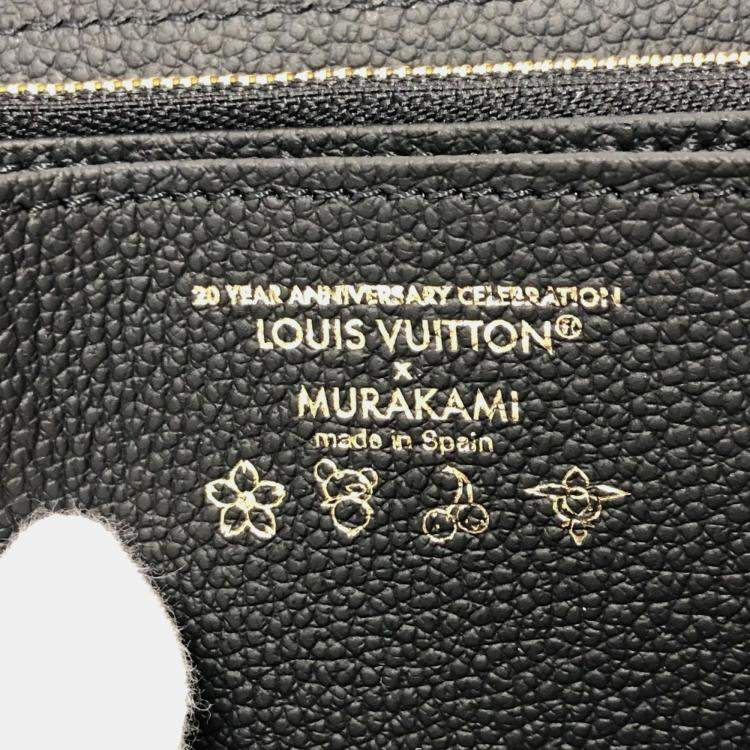 20 YEAR ANNIVERSARY CELEBRATION
LOUIS VUITTON®
x
MURAKAMI
made in Spain